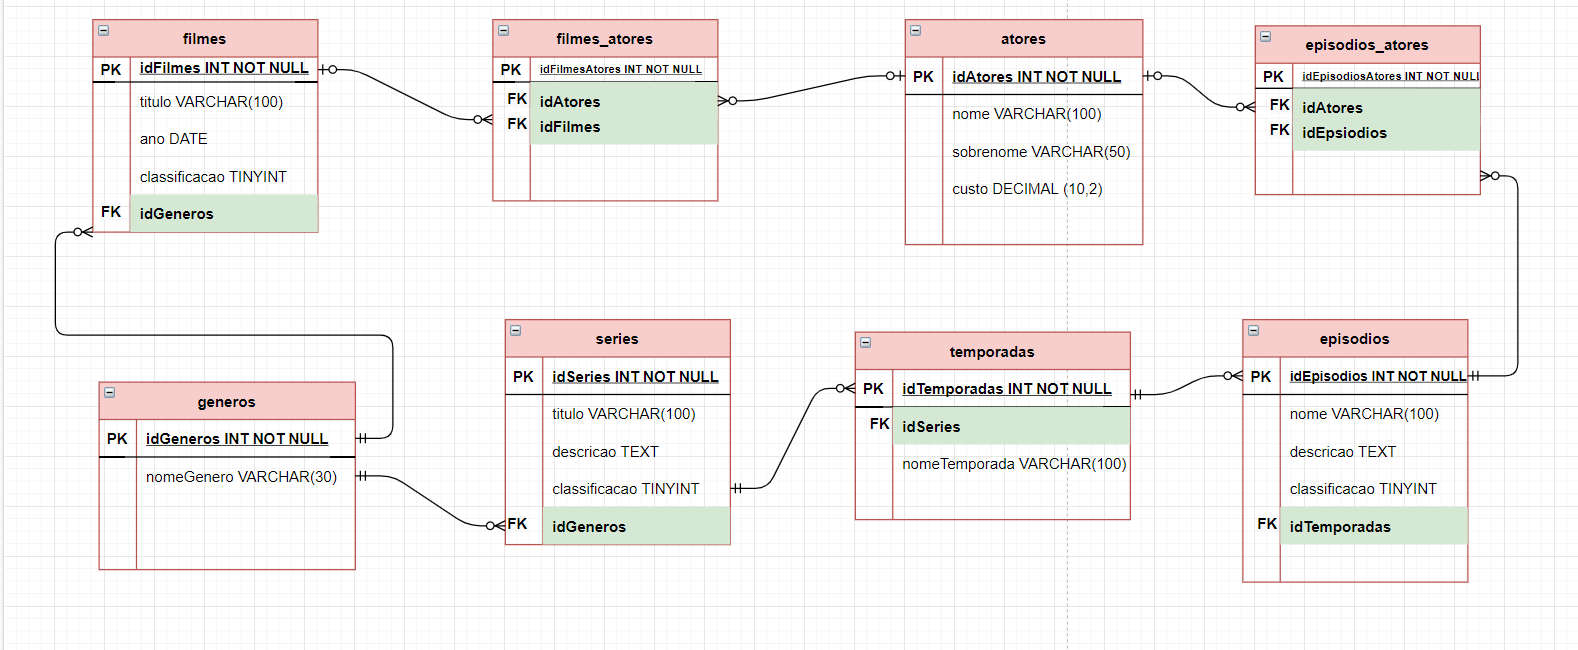 filmes
PK idFilmes INT NOT NULL
titulo VARCHAR(100)
ano DATE
classificacao TINYINT
FK idGeneros
filmes_atores
PK idFilmesAtores INT NOT NULL
FK idAtores
FK idFilmes
atores
PK idAtores INT NOT NULL
nome VARCHAR(100)
sobrenome VARCHAR(50)
custo DECIMAL (10,2)
episodios_atores
PK idEpisodiosAtores INT NOT NULL
FK idAtores
FK idEpsiodios
generos
PK idGeneros INT NOT NULL
nomeGenero VARCHAR(30)
series
PK idSeries INT NOT NULL
titulo VARCHAR(100)
descricao TEXT
classificacao TINYINT
FK idGeneros
temporadas
PK idTemporadas INT NOT NULL
FK idSeries
nomeTemporada VARCHAR(100)
episodios
PK idEpisodios INT NOT NULL
nome VARCHAR(100)
descricao TEXT
classificacao TINYINT
FK idTemporadas